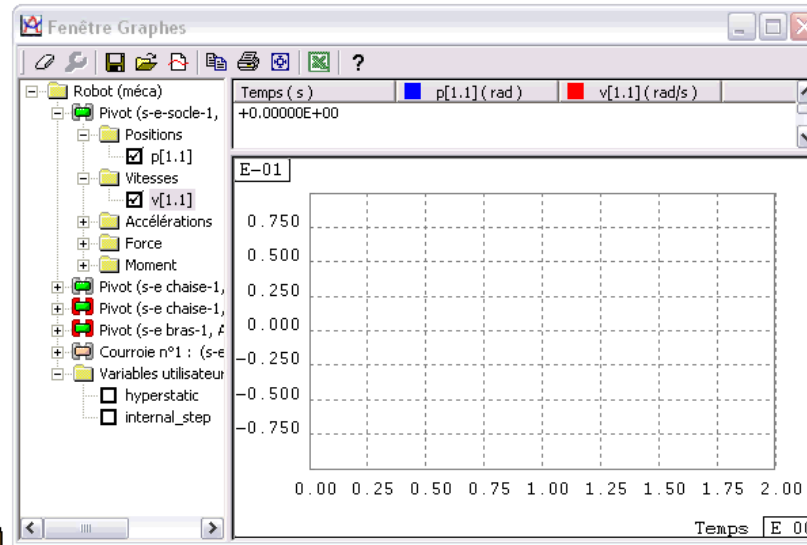 Fenêtre Graphes
?
Robot (méca)
Pivot (s-e-socle-1,
Positions
p[1.1]
Vitesses
v[1.1]
Accélérations
Force
Moment
Pivot (s-e chaise-1,
Pivot (s-e chaise-1,
Pivot (s-e bras-1, A
Courroie n°1 : (s-e
Variables utilisateur
hyperstatic
internal_step
Temps ( s ) p[1.1] ( rad ) v[1.1] ( rad/s )
+0.00000E+00
E-01
0.750
0.500
0.250
0.000
-0.250
-0.500
-0.750
0.00 0.25 0.50 0.75 1.00 1.25 1.50 1.75 2.00
Temps E 00